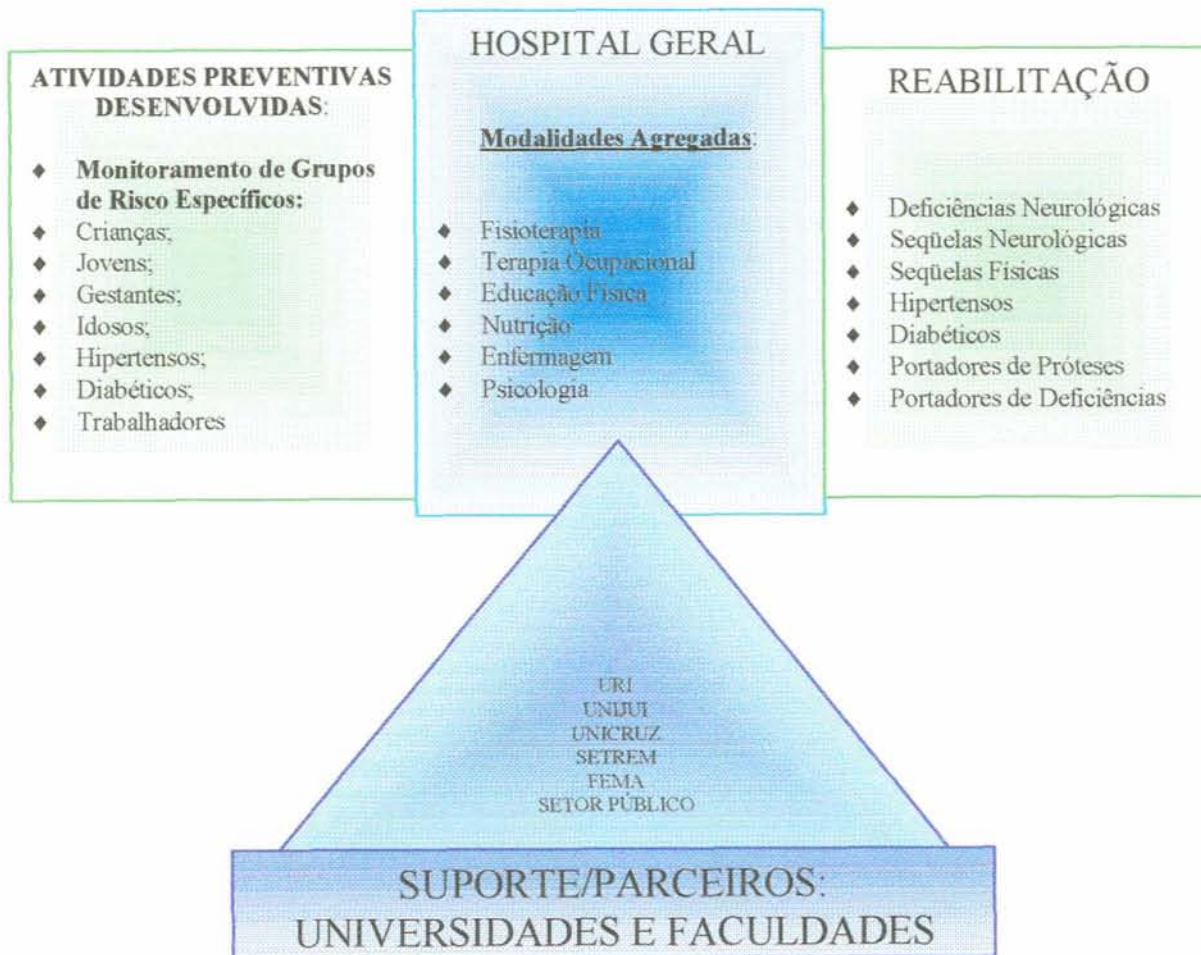 ATIVIDADES PREVENTIVAS
DESENVOLVIDAS:
♦ Monitoramento de Grupos
de Risco Específicos:
♦ Crianças;
♦ Jovens;
♦ Gestantes;
♦ Idosos;
♦ Hipertensos;
♦ Diabéticos;
♦ Trabalhadores
HOSPITAL GERAL
Modalidades Agregadas:
♦ Fisioterapia
♦ Terapia Ocupacional
♦ Educação Física
♦ Nutrição
♦ Enfermagem
♦ Psicologia
REABILITAÇÃO
♦ Deficiências Neurológicas
♦ Seqüelas Neurológicas
♦ Seqüelas Físicas
♦ Hipertensos
♦ Diabéticos
♦ Portadores de Próteses
♦ Portadores de Deficiências
URI
UNIJUI
UNICRUZ
SETREM
FEMA
SETOR PÚBLICO
SUPORTE/PARCEIROS:
UNIVERSIDADES E FACULDADES